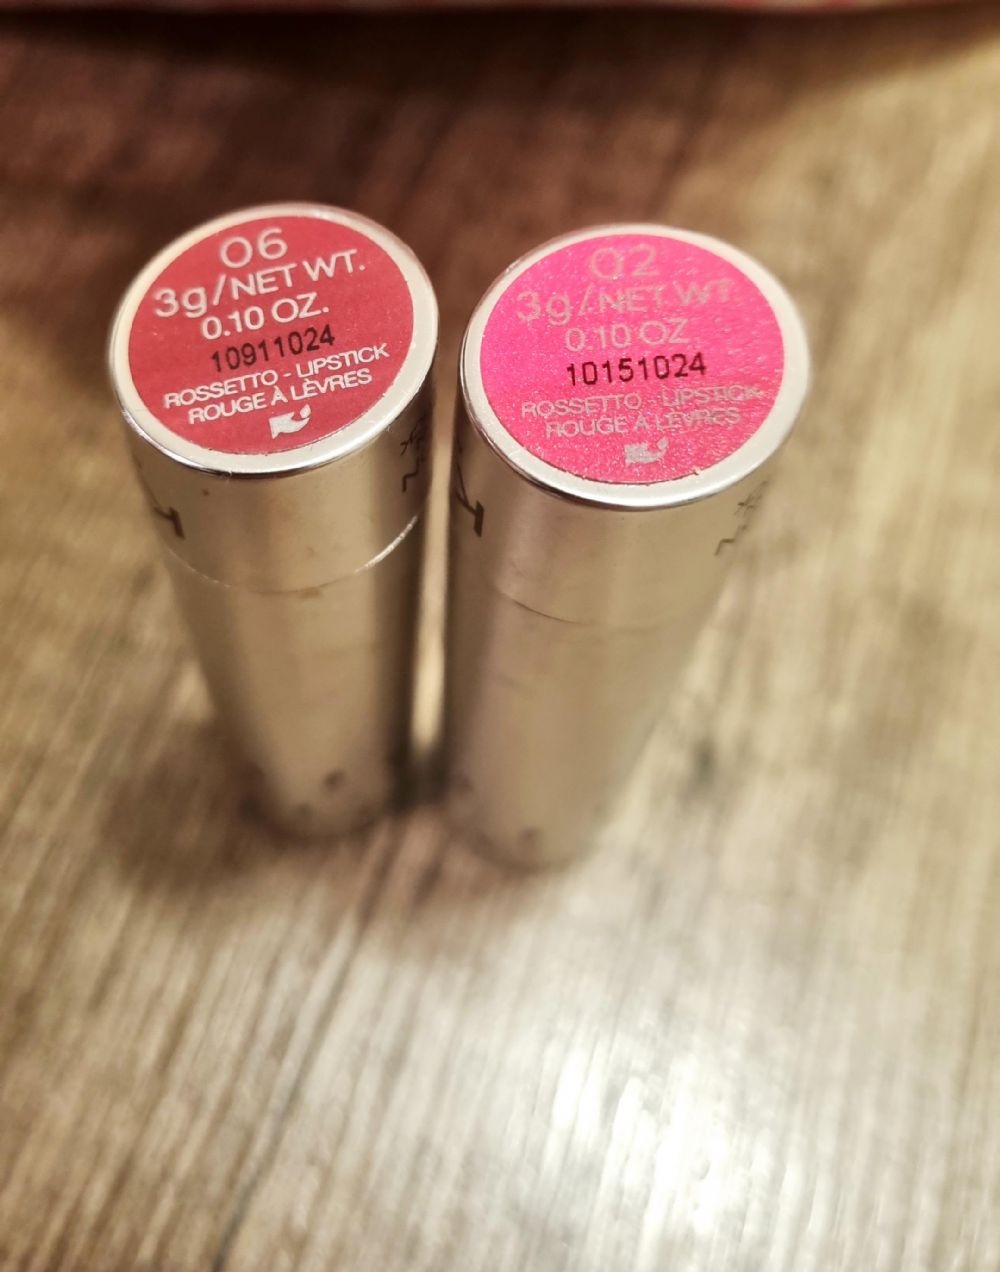 06
3g/NET WT.
0.10 OZ.
10911024
ROSSETTO - LIPSTICK
ROUGE À LÈVRES
02
3g/NET WT
0.10 OZ
10151024
ROSSETTO - LIPSTICK
ROUGE À LÈVRES